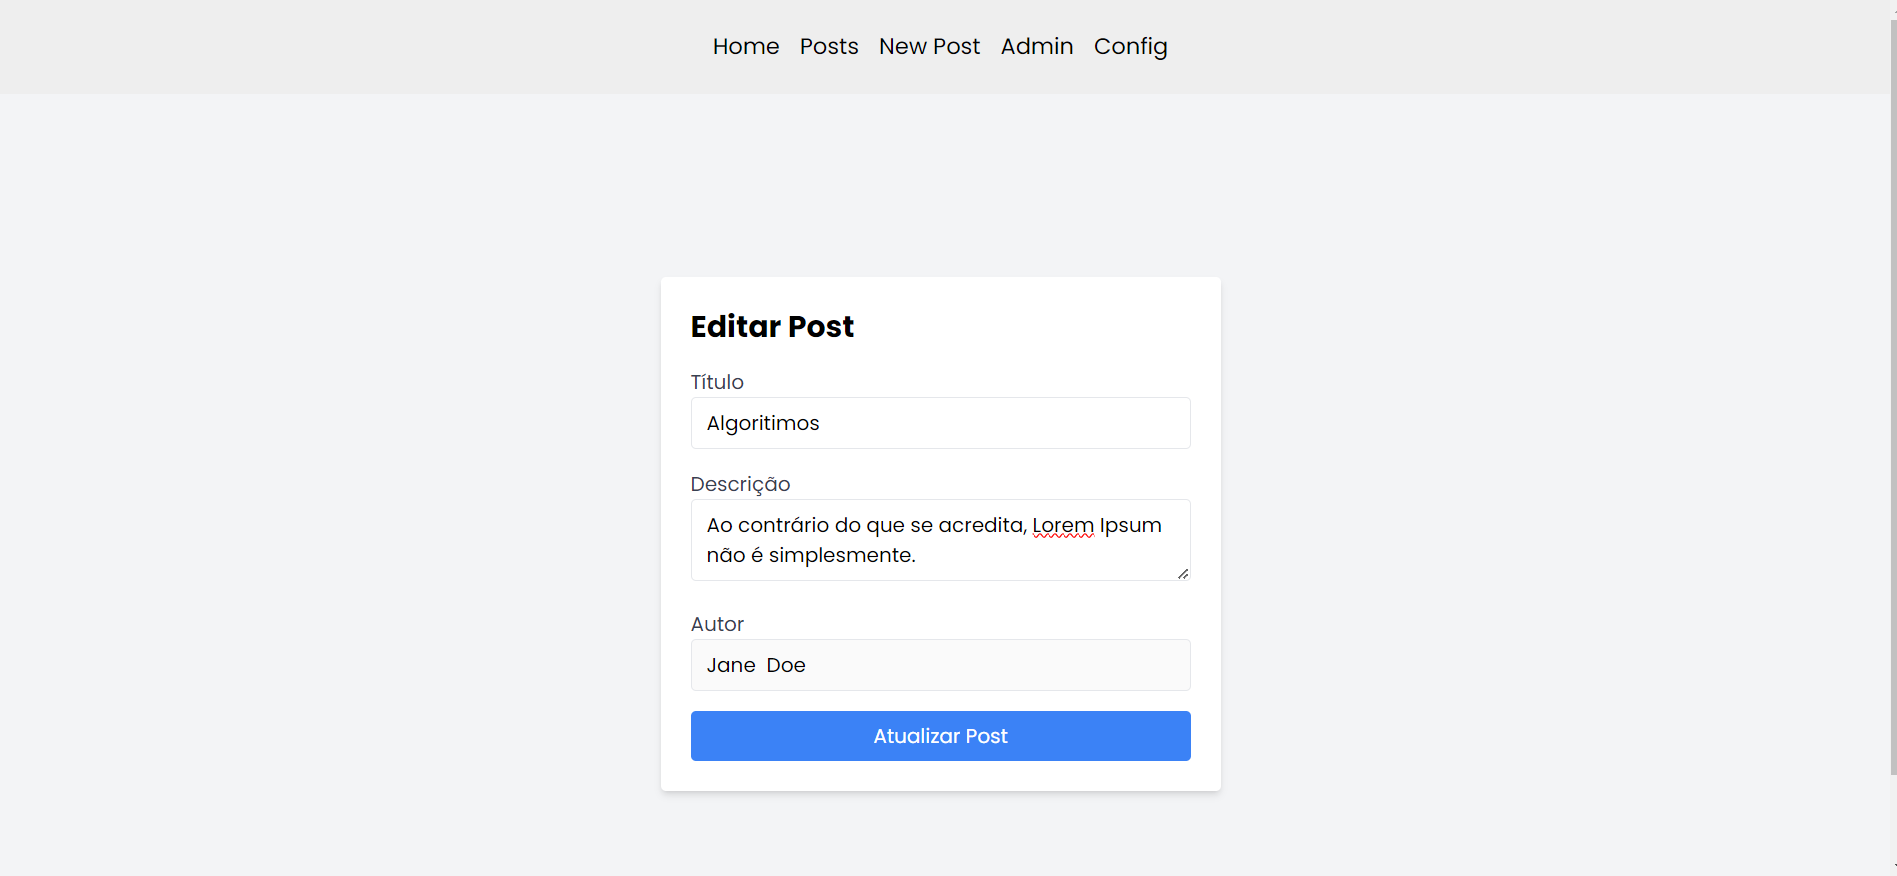 Home Posts New Post Admin Config
Editar Post
Título
Algoritimos
Descrição
Ao contrário do que se acredita, Lorem Ipsum
não é simplesmente.
Autor
Jane  Doe
Atualizar Post